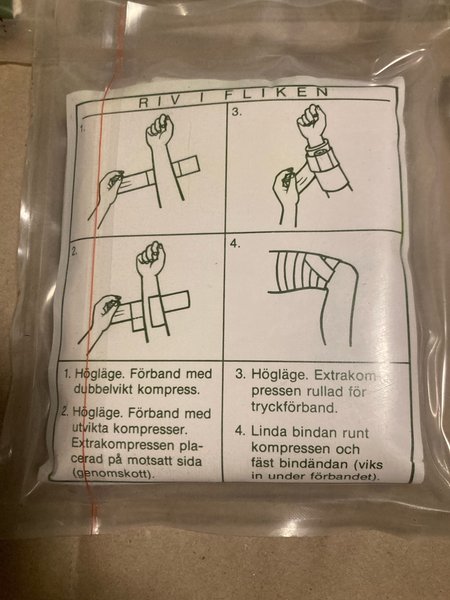 RIV I FLIKEN
1.
3.
2.
4.
1. Högläge. Förband med
dubbelvikt kompress.
2. Högläge. Förband med
utvikta kompresser.
Extrakompressen pla-
cerad på motsatt sida
(genomskott).
3. Högläge. Extrakom-
pressen rullad för
tryckförband.
4. Linda bindan runt
kompressen och
fäst bindändan (viks
in under förbandet).